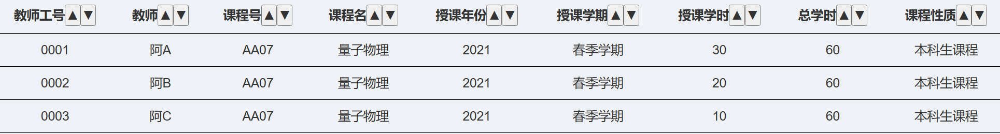 教师工号▲▼ 教师▲▼ 课程号▲▼ 课程名▲▼ 授课年份▲▼ 授课学期▲▼ 授课学时▲▼ 总学时▲▼ 课程性质▲▼
0001 阿A AA07 量子物理 2021 春季学期 30 60 本科生课程
0002 阿B AA07 量子物理 2021 春季学期 20 60 本科生课程
0003 阿C AA07 量子物理 2021 春季学期 10 60 本科生课程